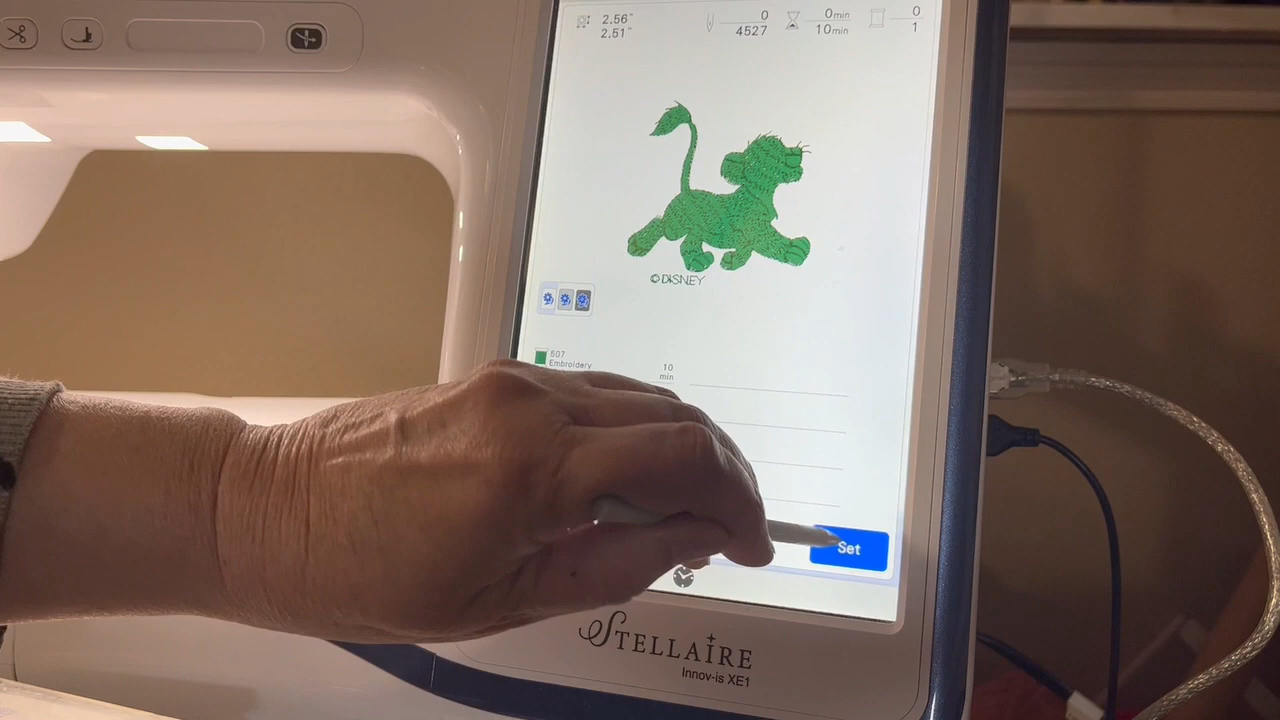 2.56"
0
0min
0
2.51"
4527
10min
1
©DISNEY
507
Embroidery
10
min
Set
STELLAIRE
Innov-is XE1